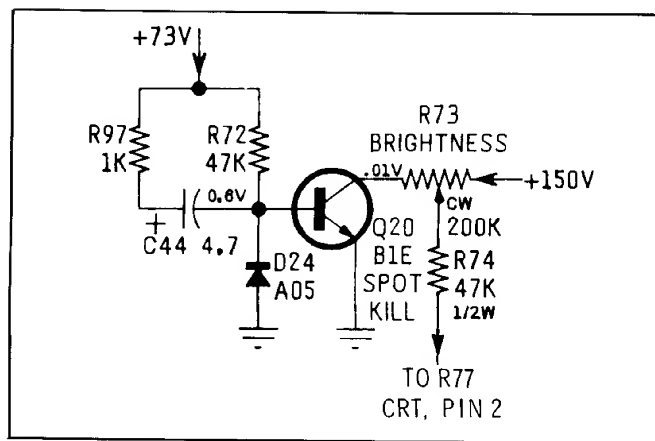 +73V
R97
1K
R72
47K
R73
BRIGHTNESS
0.6V
.01V
+150V
+
C44 4.7
CW
200K
Q20
B1E
SPOT
KILL
D24
A05
R74
47K
1/2W
TO R77
CRT, PIN 2